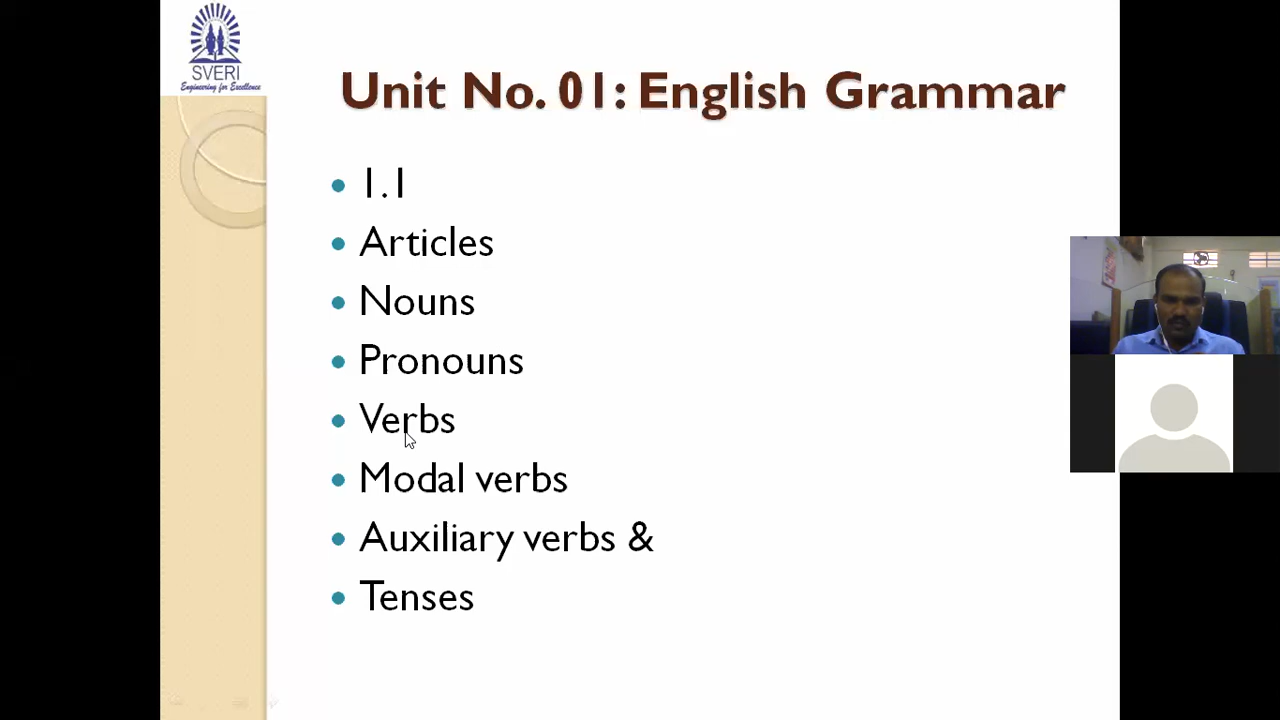 SVERI
Engineering for Excellence
Unit No. 01: English Grammar
1.1
Articles
Nouns
Pronouns
Verbs
Modal verbs
Auxiliary verbs &
Tenses